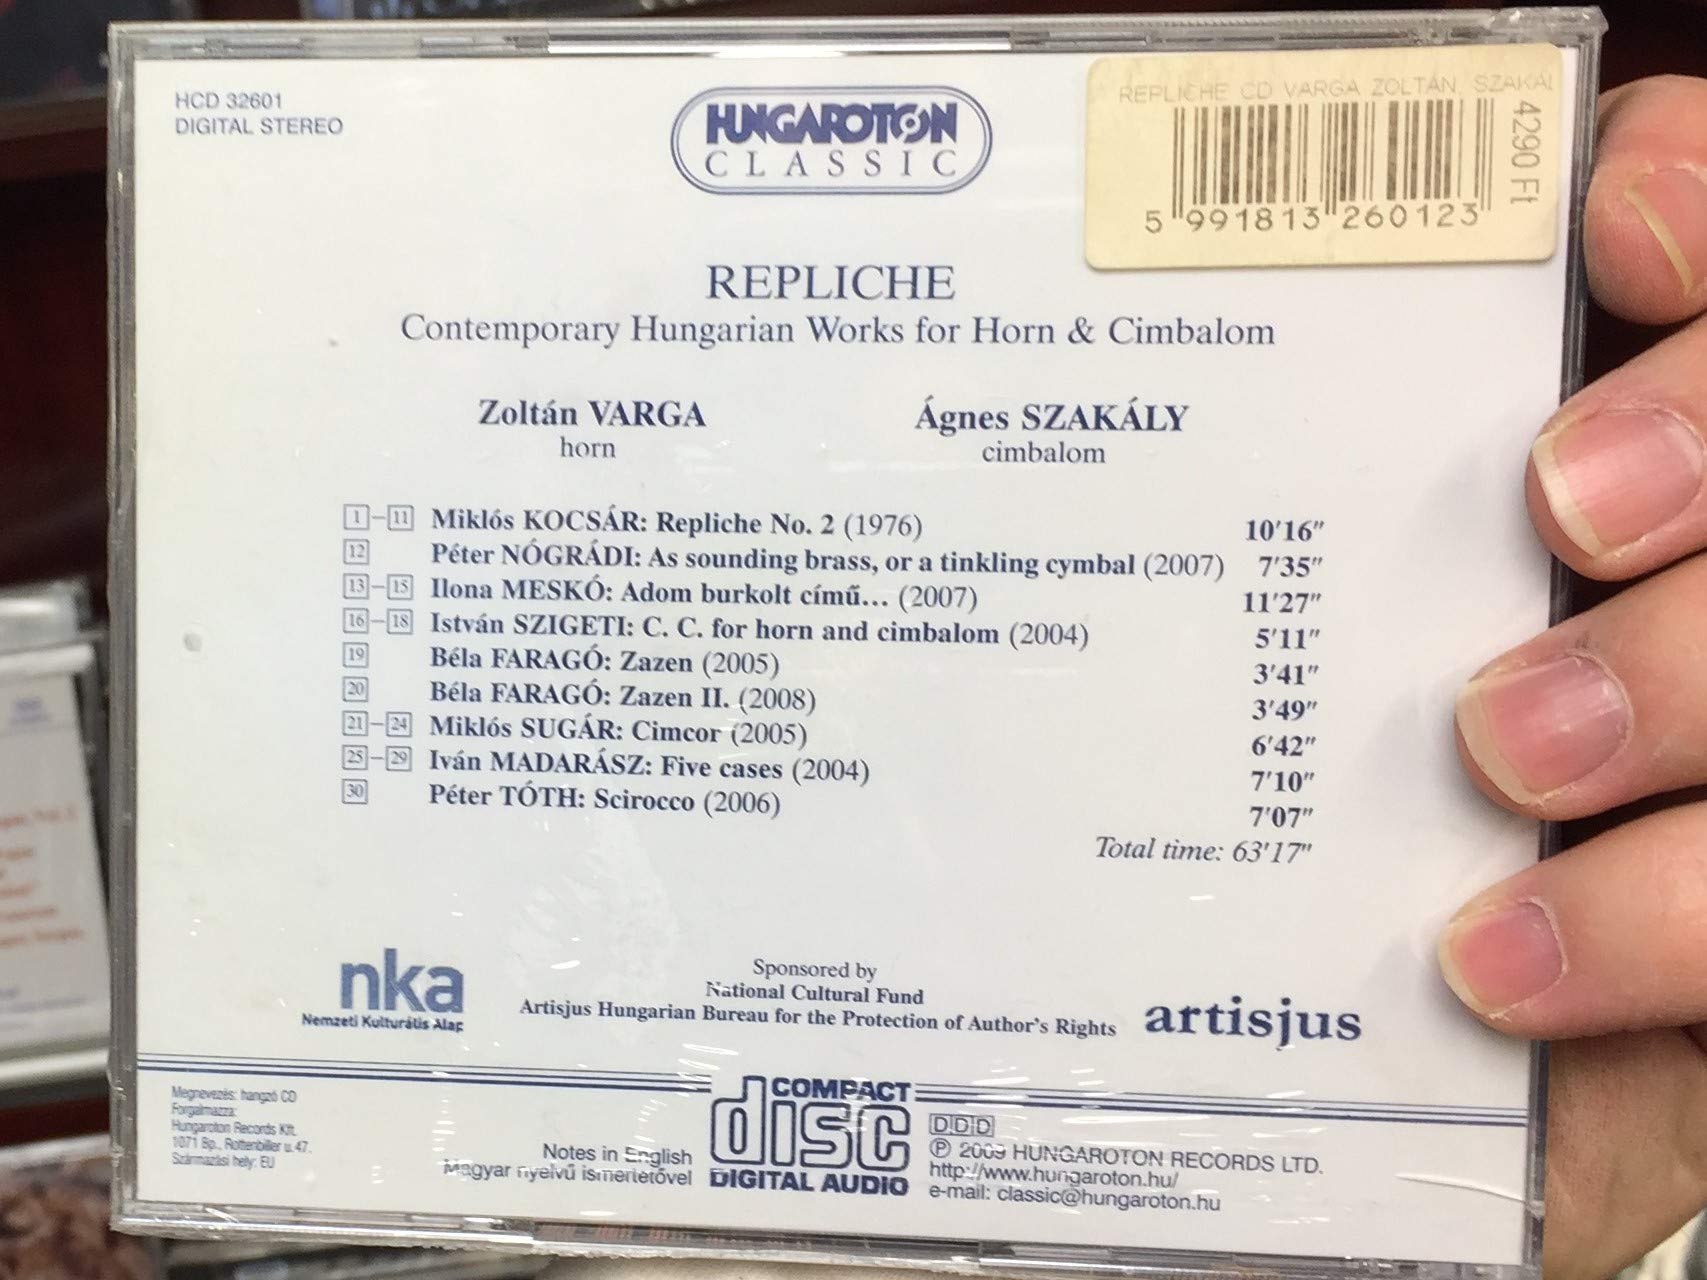 HCD 32601
DIGITAL STEREO
HUNGAROTON
CLASSIC
REPLICHE CD VARGA ZOLTÁN, SZAKÁL
4290 Ft
5 991813 260123
REPLICHE
Contemporary Hungarian Works for Horn & Cimbalom
Zoltán VARGA
horn
Ágnes SZAKÁLY
cimbalom
1-11 Miklós KOCSÁR: Repliche No. 2 (1976) 10'16"
12 Péter NÓGRÁDI: As sounding brass, or a tinkling cymbal (2007) 7'35"
13-15 Ilona MESKÓ: Adom burkolt című... (2007) 11'27"
16-18 István SZIGETI: C. C. for horn and cimbalom (2004) 5'11"
19 Béla FARAGÓ: Zazen (2005) 3'41"
20 Béla FARAGÓ: Zazen II. (2008) 3'49"
21-24 Miklós SUGÁR: Cimcor (2005) 6'42"
25-29 Iván MADARÁSZ: Five cases (2004) 7'10"
30 Péter TÓTH: Scirocco (2006) 7'07"
Total time: 63'17"
nka
Nemzeti Kulturális Alap
Sponsored by
National Cultural Fund
Artisjus Hungarian Bureau for the Protection of Author's Rights
artisjus
Megnevezés: hangzó CD
Forgalmazza:
Hungaroton Records Kft.
1071 Bp., Rottenbiller u. 47.
Származási hely: EU
Notes in English
Magyar nyelvű ismertetővel
COMPACT
disc
DIGITAL AUDIO
DDD
℗ 2009 HUNGAROTON RECORDS LTD.
http://www.hungaroton.hu/
e-mail: classic@hungaroton.hu